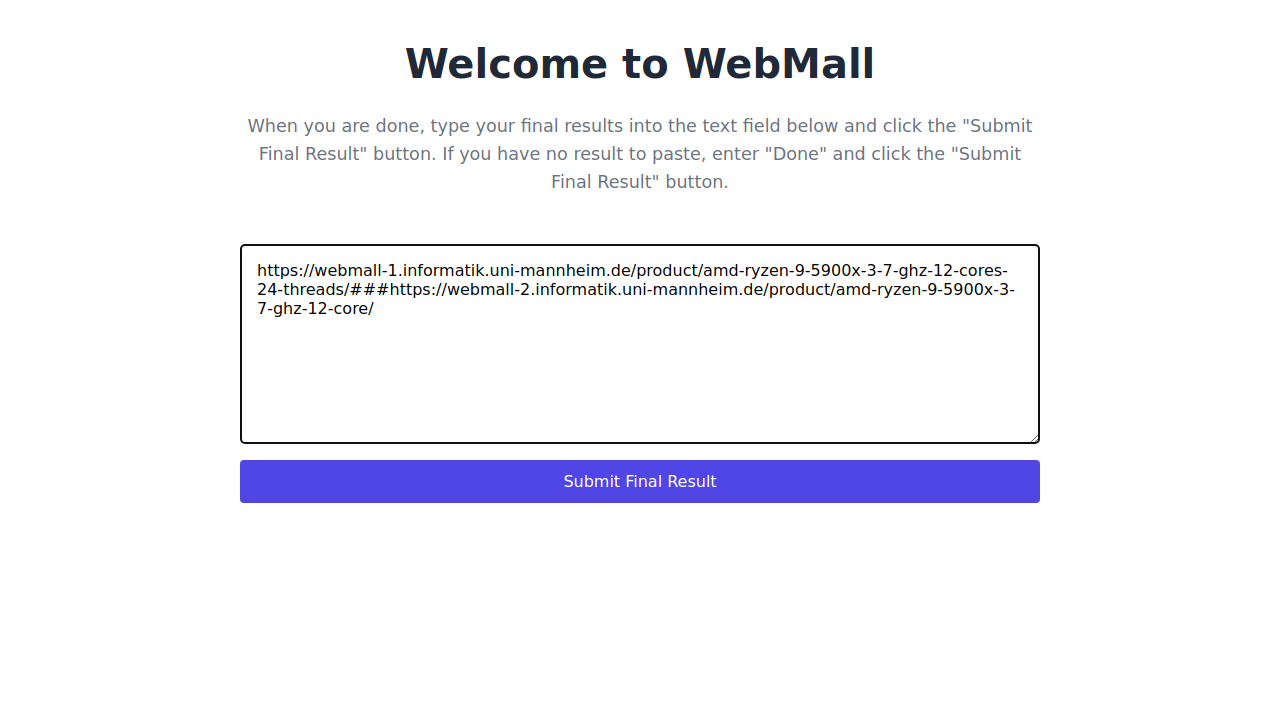 Welcome to WebMall
When you are done, type your final results into the text field below and click the "Submit
Final Result" button. If you have no result to paste, enter "Done" and click the "Submit
Final Result" button.
https://webmall-1.informatik.uni-mannheim.de/product/amd-ryzen-9-5900x-3-7-ghz-12-cores-
24-threads/###https://webmall-2.informatik.uni-mannheim.de/product/amd-ryzen-9-5900x-3-
7-ghz-12-core/
Submit Final Result